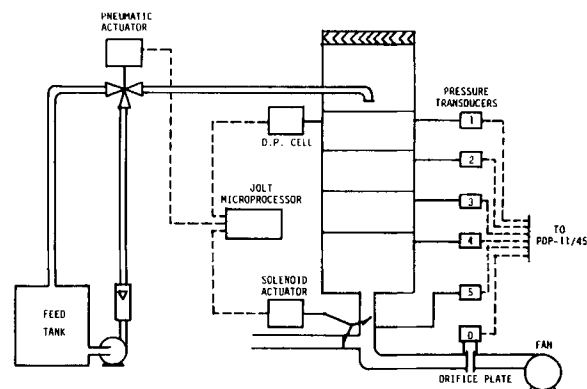 PNEUMATIC
ACTUATOR
PRESSURE
TRANSDUCERS
1
D.P. CELL
2
JOLT
MICROPROCESSOR
3
TO
PDP-11/45
4
SOLENOID
ACTUATOR
5
FEED
TANK
0
FAN
ORIFICE PLATE